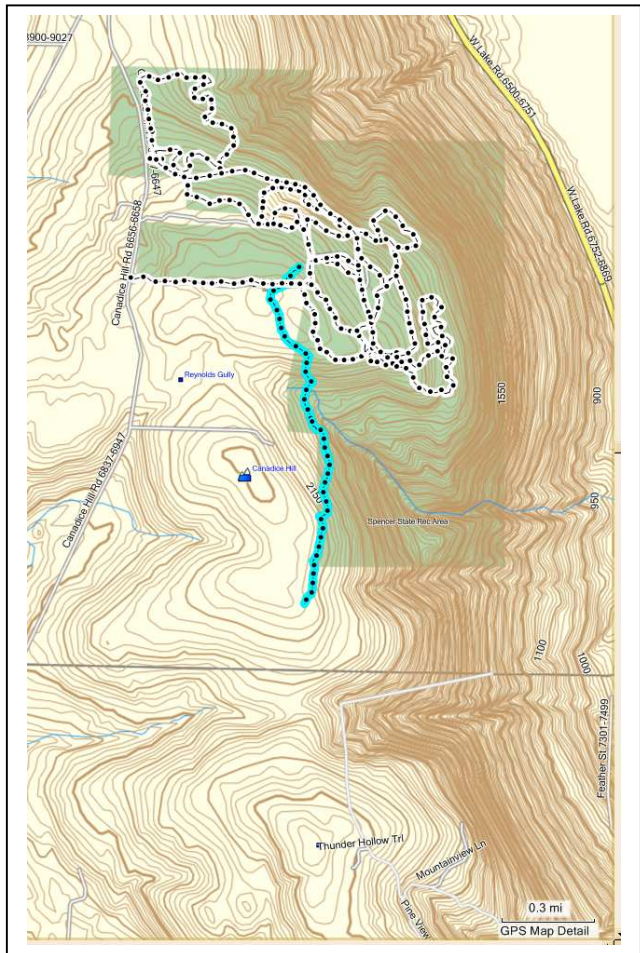 3900-9027
W Lake Rd 6500-6751
-6647
Canadice Hill Rd 6656-6658
W Lake Rd 6752-6869
Reynolds Gully
1550
900
Canadice Hill
Canadice Hill Rd 6837-6947
2150
950
Spencer State Rec Area
1100
1000
Feather St 7301-7499
Thunder Hollow Trl
Mountainview Ln
Pine View
0.3 mi
GPS Map Detail